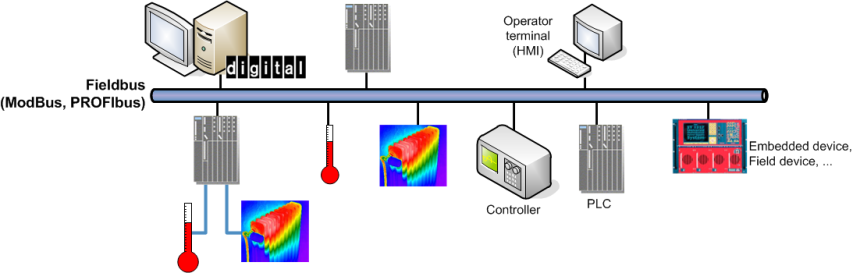 Operator
terminal
(HMI)
digital
Fieldbus
(ModBus, PROFIbus)
Embedded device,
Field device, ...
Controller
PLC